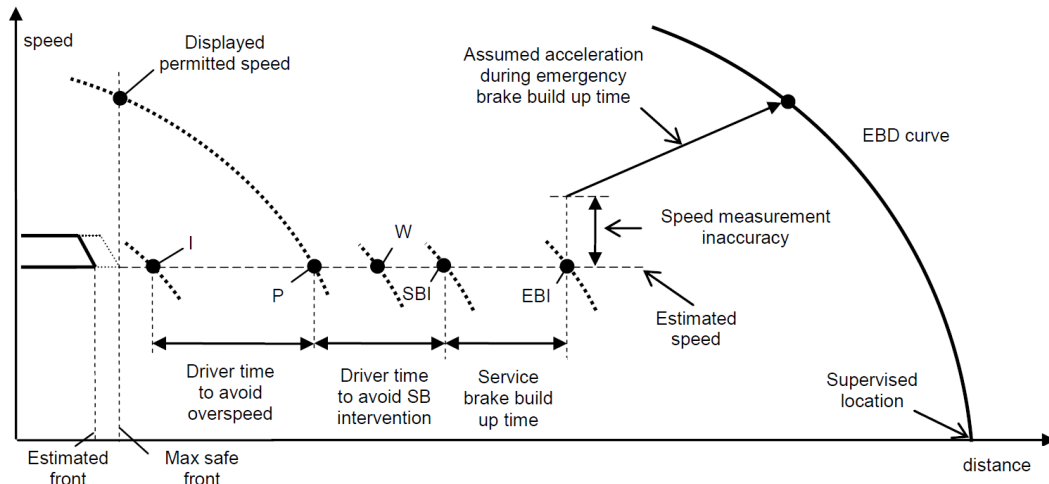 speed
Displayed
permitted speed
Assumed acceleration
during emergency
brake build up time
EBD curve
I
W
P
SBI
EBI
Speed measurement
inaccuracy
Estimated
speed
Driver time
to avoid
overspeed
Driver time
to avoid SB
intervention
Service
brake build
up time
Supervised
location
Estimated
front
Max safe
front
distance